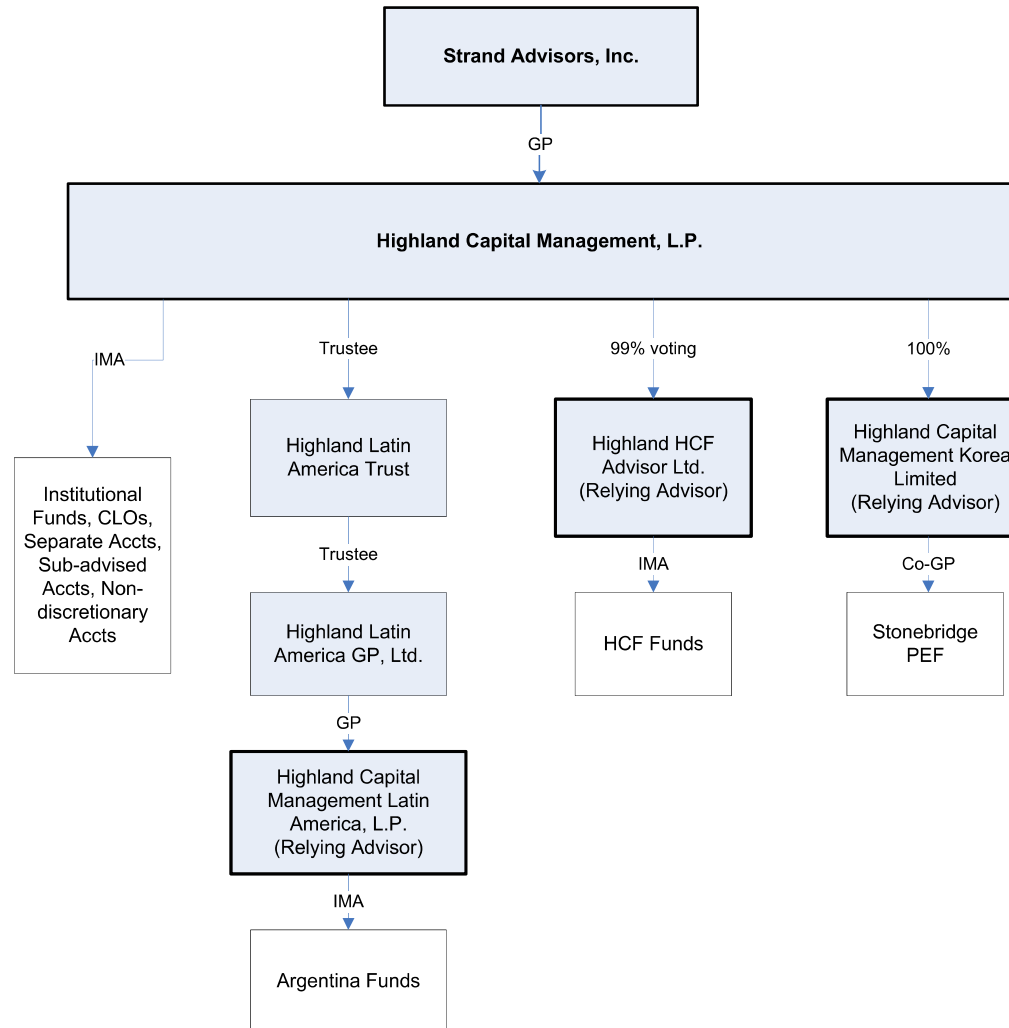 Strand Advisors, Inc.
GP
Highland Capital Management, L.P.
IMA
Trustee
99% voting
100%
Institutional
Funds, CLOs,
Separate Accts,
Sub-advised
Accts, Non-
discretionary
Accts
Highland Latin
America Trust
Highland HCF
Advisor Ltd.
(Relying Advisor)
Highland Capital
Management Korea
Limited
(Relying Advisor)
Trustee
IMA
Co-GP
Highland Latin
America GP, Ltd.
HCF Funds
Stonebridge
PEF
GP
Highland Capital
Management Latin
America, L.P.
(Relying Advisor)
IMA
Argentina Funds